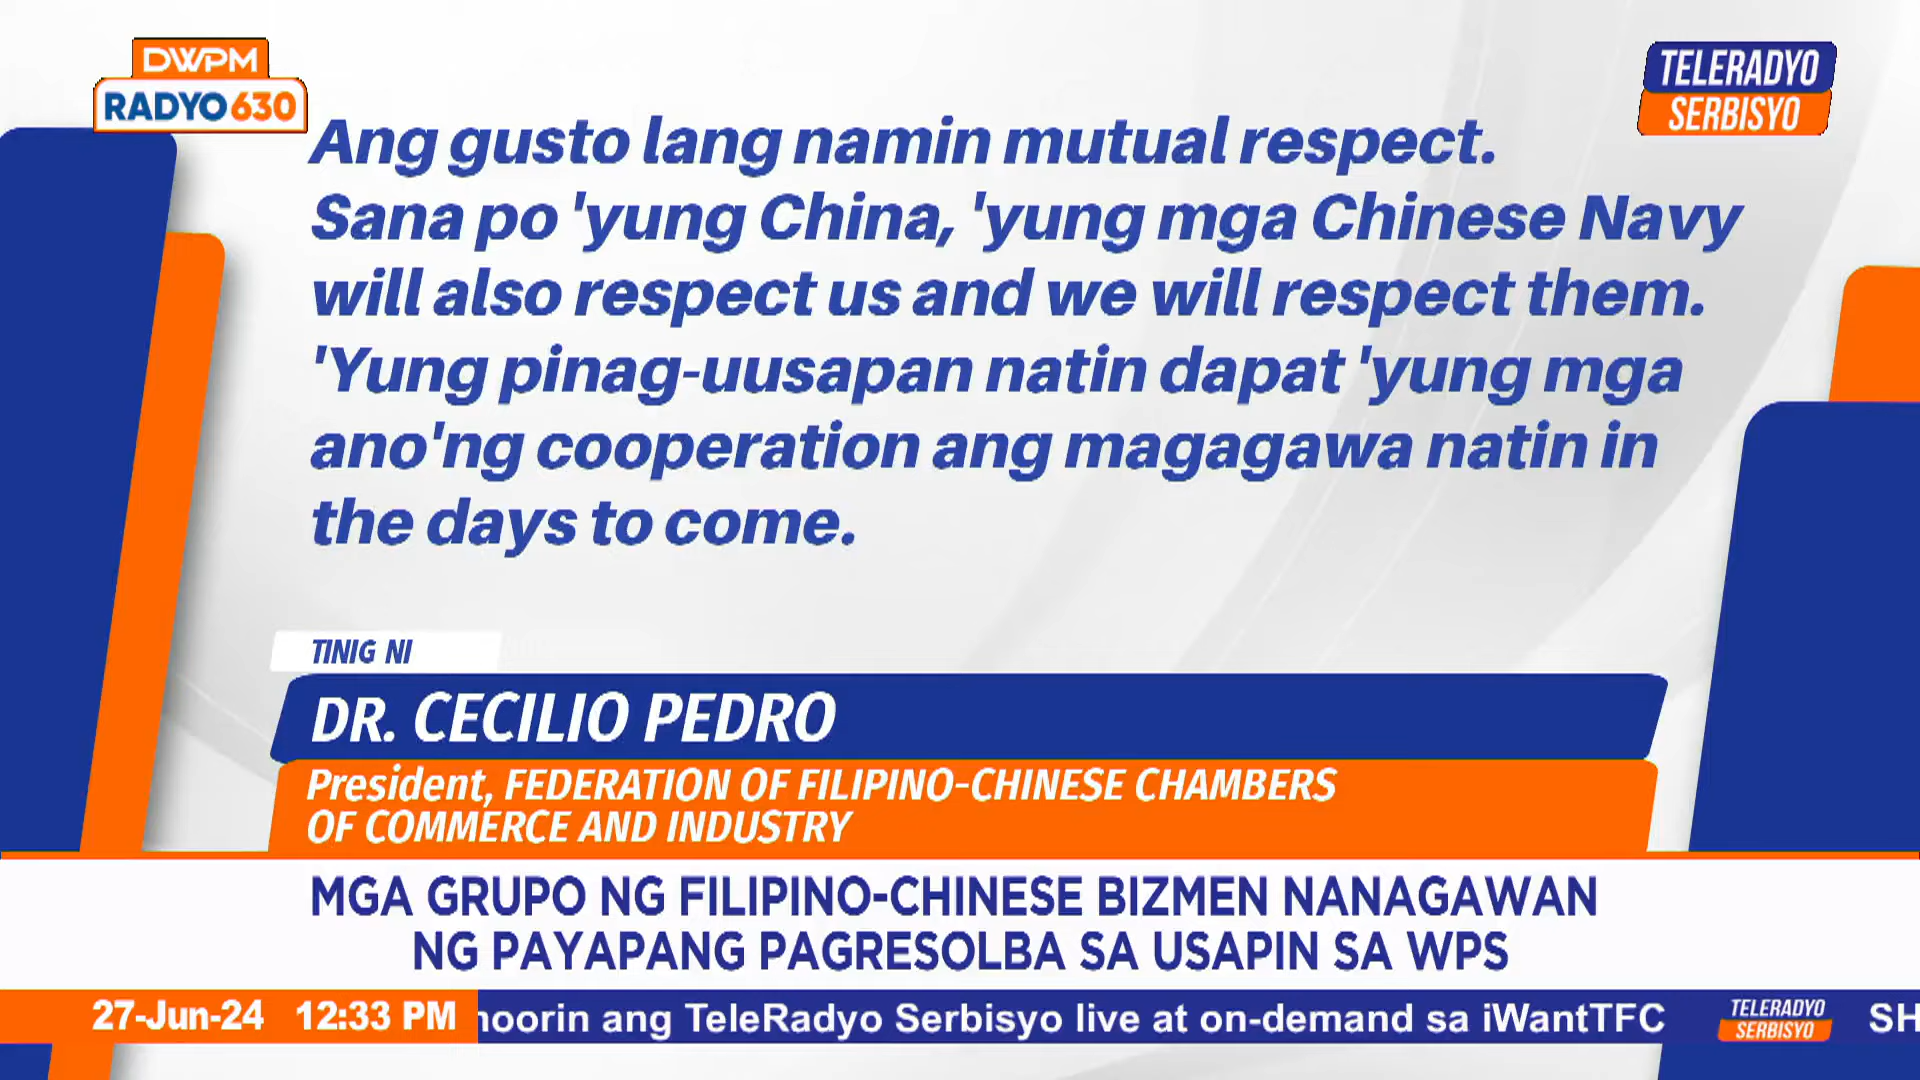 DWPM
RADYO 630
TELERADYO
SERBISYO
Ang gusto lang namin mutual respect.
Sana po 'yung China, 'yung mga Chinese Navy
will also respect us and we will respect them.
'Yung pinag-uusapan natin dapat 'yung mga
ano'ng cooperation ang magagawa natin in
the days to come.
TINIG NI
DR. CECILIO PEDRO
President, FEDERATION OF FILIPINO-CHINESE CHAMBERS
OF COMMERCE AND INDUSTRY
MGA GRUPO NG FILIPINO-CHINESE BIZMEN NANAGAWAN
NG PAYAPANG PAGRESOLBA SA USAPIN SA WPS
27-Jun-24 12:33 PM
ang TeleRadyo Serbisyo live at on-demand sa iWantTFC
TELERADYO
SERBISYO